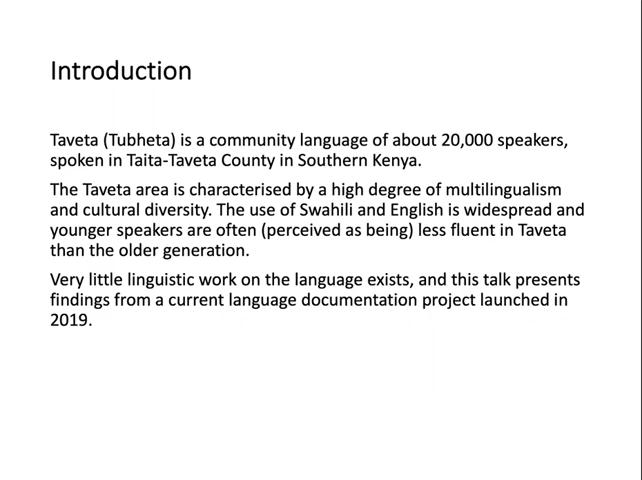 Introduction
Taveta (Tubheta) is a community language of about 20,000 speakers,
spoken in Taita-Taveta County in Southern Kenya.
The Taveta area is characterised by a high degree of multilingualism
and cultural diversity. The use of Swahili and English is widespread and
younger speakers are often (perceived as being) less fluent in Taveta
than the older generation.
Very little linguistic work on the language exists, and this talk presents
findings from a current language documentation project launched in
2019.